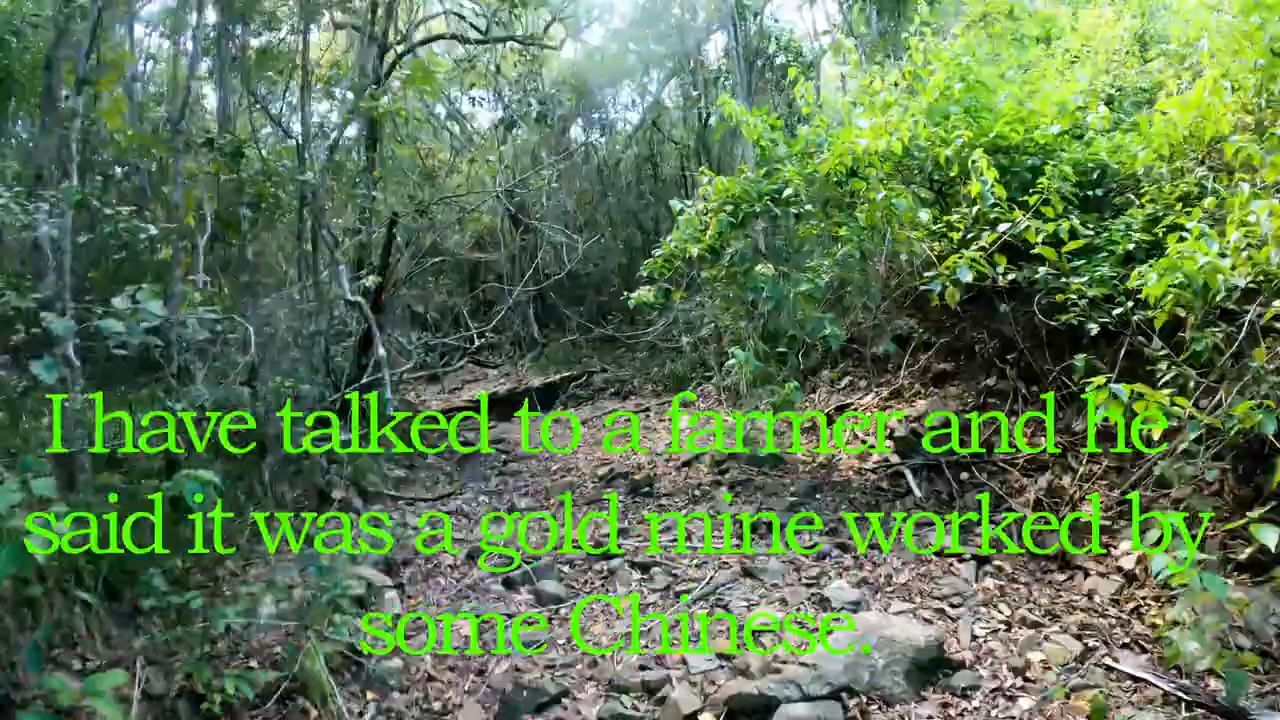 I have talked to a farmer and he
said it was a gold mine worked by
some Chinese.